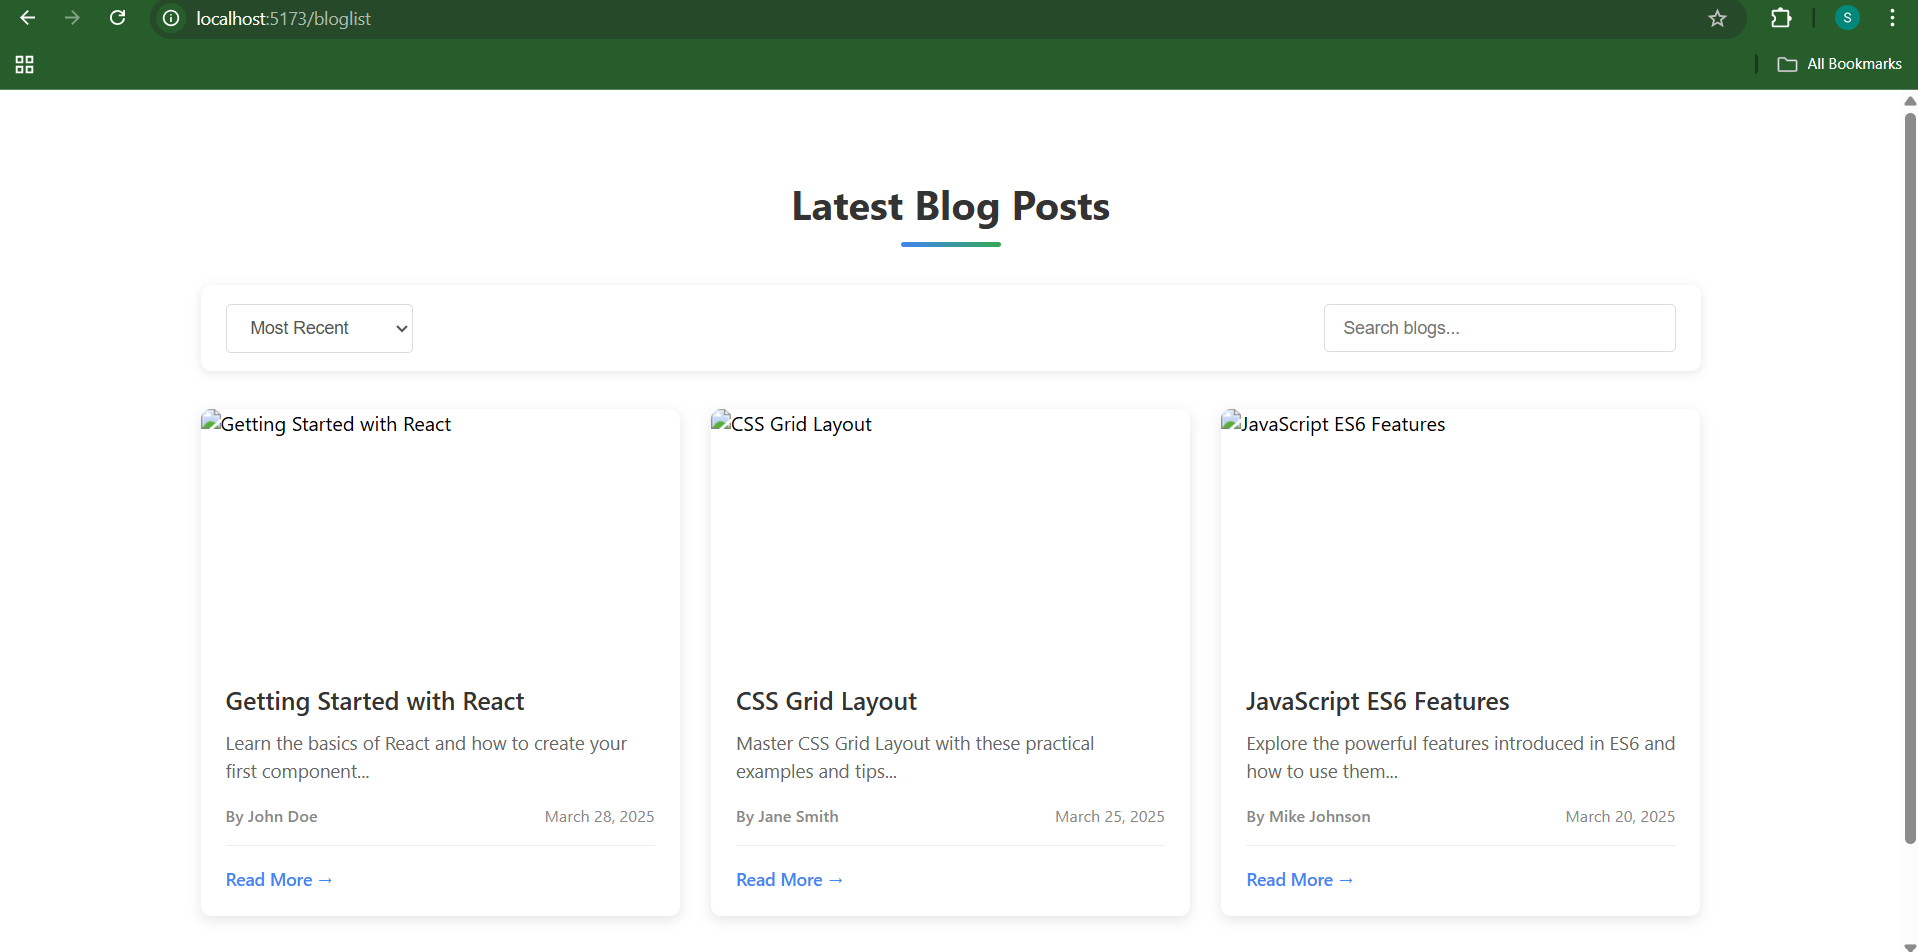 localhost:5173/bloglist
S
All Bookmarks
Latest Blog Posts
Most Recent
Search blogs...
Getting Started with React
CSS Grid Layout
JavaScript ES6 Features
Getting Started with React
Learn the basics of React and how to create your
first component...
By John Doe
March 28, 2025
Read More →
CSS Grid Layout
Master CSS Grid Layout with these practical
examples and tips...
By Jane Smith
March 25, 2025
Read More →
JavaScript ES6 Features
Explore the powerful features introduced in ES6 and
how to use them...
By Mike Johnson
March 20, 2025
Read More →